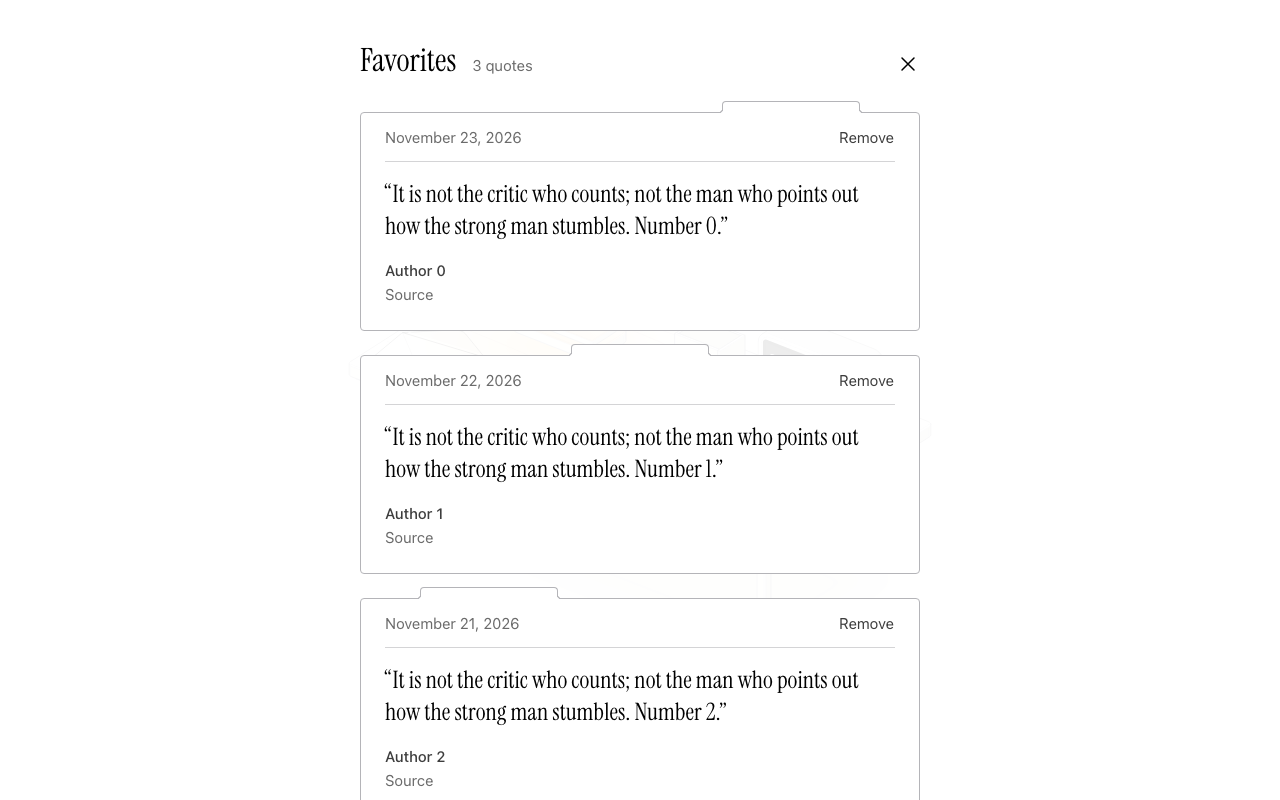 Favorites
3 quotes
November 23, 2026
Remove
“It is not the critic who counts; not the man who points out
how the strong man stumbles. Number 0.”
Author 0
Source
November 22, 2026
Remove
“It is not the critic who counts; not the man who points out
how the strong man stumbles. Number 1.”
Author 1
Source
November 21, 2026
Remove
“It is not the critic who counts; not the man who points out
how the strong man stumbles. Number 2.”
Author 2
Source